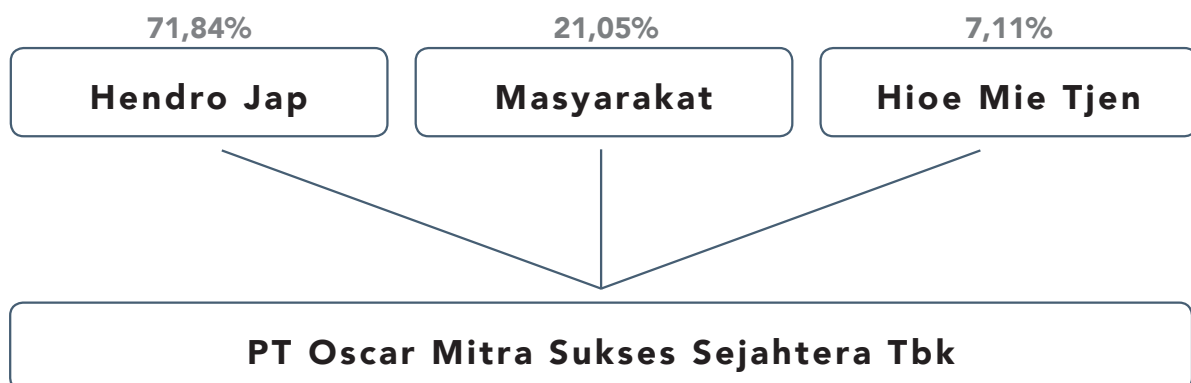 71,84%
21,05%
7,11%
Hendro Jap
Masyarakat
Hioe Mie Tjen
PT Oscar Mitra Sukses Sejahtera Tbk